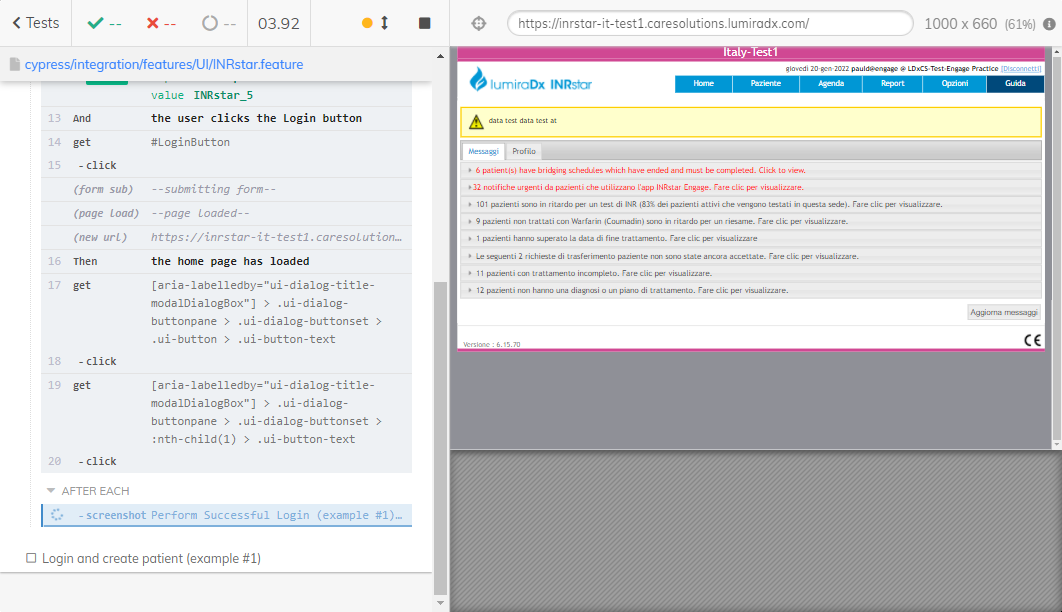 Tests
--
--
--
03.92
https://inrstar-it-test1.caresolutions.lumiradx.com/
1000 x 660 (61%)
cypress/integration/features/UI/INRstar.feature
value INRstar_5
13 And the user clicks the Login button
14 get #LoginButton
15 - click
(form sub) --submitting form--
(page load) --page loaded--
(new url) https://inrstar-it-test1.caresolution…
16 Then the home page has loaded
17 get [aria-labelledby="ui-dialog-title-
modalDialogBox"] > .ui-dialog-
buttonpane > .ui-dialog-buttonset >
.ui-button > .ui-button-text
18 - click
19 get [aria-labelledby="ui-dialog-title-
modalDialogBox"] > .ui-dialog-
buttonpane > .ui-dialog-buttonset >
:nth-child(1) > .ui-button-text
20 - click
AFTER EACH
- screenshot Perform Successful Login (example #1)…
Login and create patient (example #1)
Italy-Test1
giovedì 20-gen-2022 pauld@engage @ LDxCS-Test-Engage Practice [Disconnetti]
lumiraDx INRstar
Home Paziente Agenda Report Opzioni Guida
data test data test at
Messaggi Profilo
6 patient(s) have bridging schedules which have ended and must be completed. Click to view.
32 notifiche urgenti da pazienti che utilizzano l'app INRstar Engage. Fare clic per visualizzare.
101 pazienti sono in ritardo per un test di INR (83% dei pazienti attivi che vengono testati in questa sede). Fare clic per visualizzare.
9 pazienti non trattati con Warfarin (Coumadin) sono in ritardo per un riesame. Fare clic per visualizzare.
1 pazienti hanno superato la data di fine trattamento. Fare clic per visualizzare
Le seguenti 2 richieste di trasferimento paziente non sono state ancora accettate. Fare clic per visualizzare.
11 pazienti con trattamento incompleto. Fare clic per visualizzare.
12 pazienti non hanno una diagnosi o un piano di trattamento. Fare clic per visualizzare.
Aggiorna messaggi
Versione : 6.15.70
CE